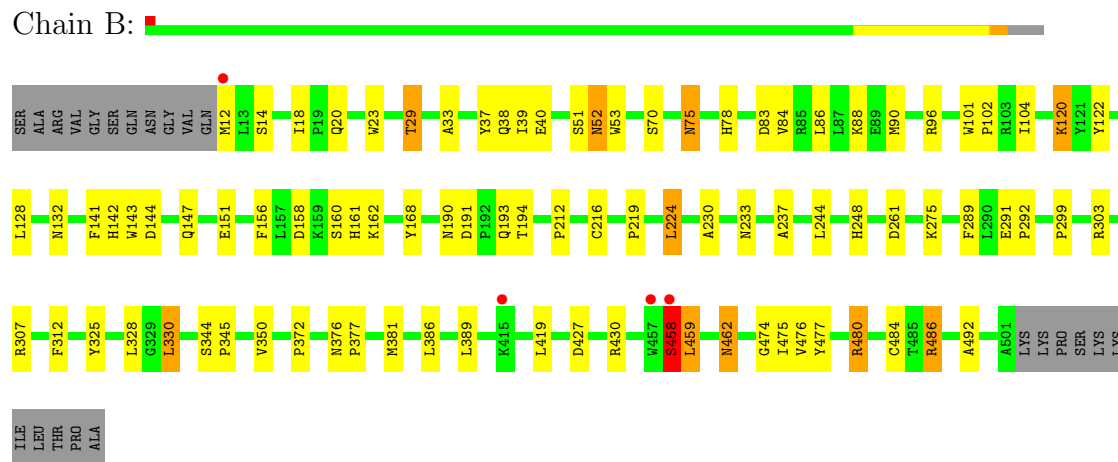 Chain B:
SER ALA ARG VAL GLY SER GLN ASN GLY VAL GLN M12 L13 S14 I18 P19 Q20 W23 T29 A33 Y37 Q38 I39 E40 S51 N52 W53 S70 N75 H78 D83 V84 R85 L86 L87 K88 E89 M90 R96 W101 P102 R103 I104 K120 Y121 Y122
L128 N132 F141 H142 W143 D144 Q147 E151 F156 L157 D158 K159 S160 H161 K162 Y168 N190 D191 P192 Q193 T194 P212 C216 P219 L224 A230 N233 A237 L244 H248 D261 K275 F289 L290 E291 P292 P299 R303
R307 F312 Y325 L328 G329 L330 S344 P345 V350 P372 N376 P377 M381 L386 L389 K415 L419 D427 R430 W457 S458 L459 N462 G474 I475 V476 Y477 R480 C484 T485 R486 A492 A501 LYS LYS PRO SER LYS LYS
ILE LEU THR PRO ALA